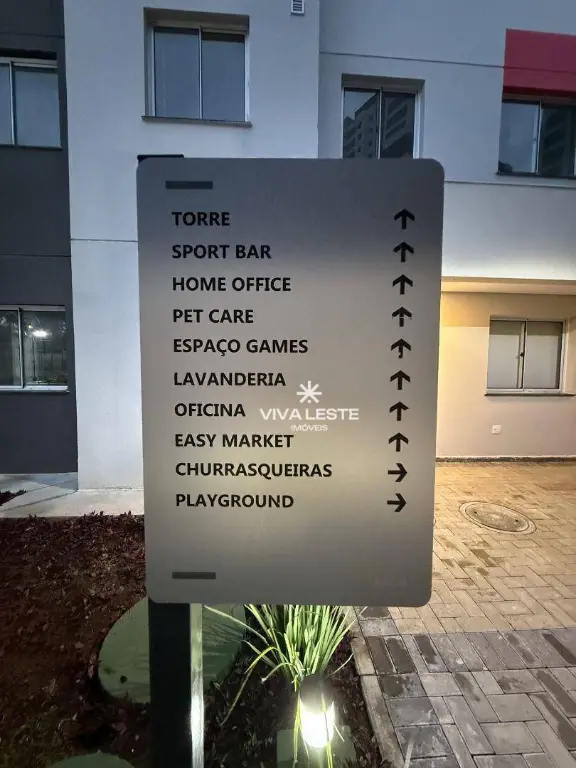 TORRE ↑
SPORT BAR ↑
HOME OFFICE ↑
PET CARE ↑
ESPAÇO GAMES ↑
LAVANDERIA ↑
OFICINA ↑
VIVA LESTE
IMÓVEIS
EASY MARKET ↑
CHURRASQUEIRAS →
PLAYGROUND →